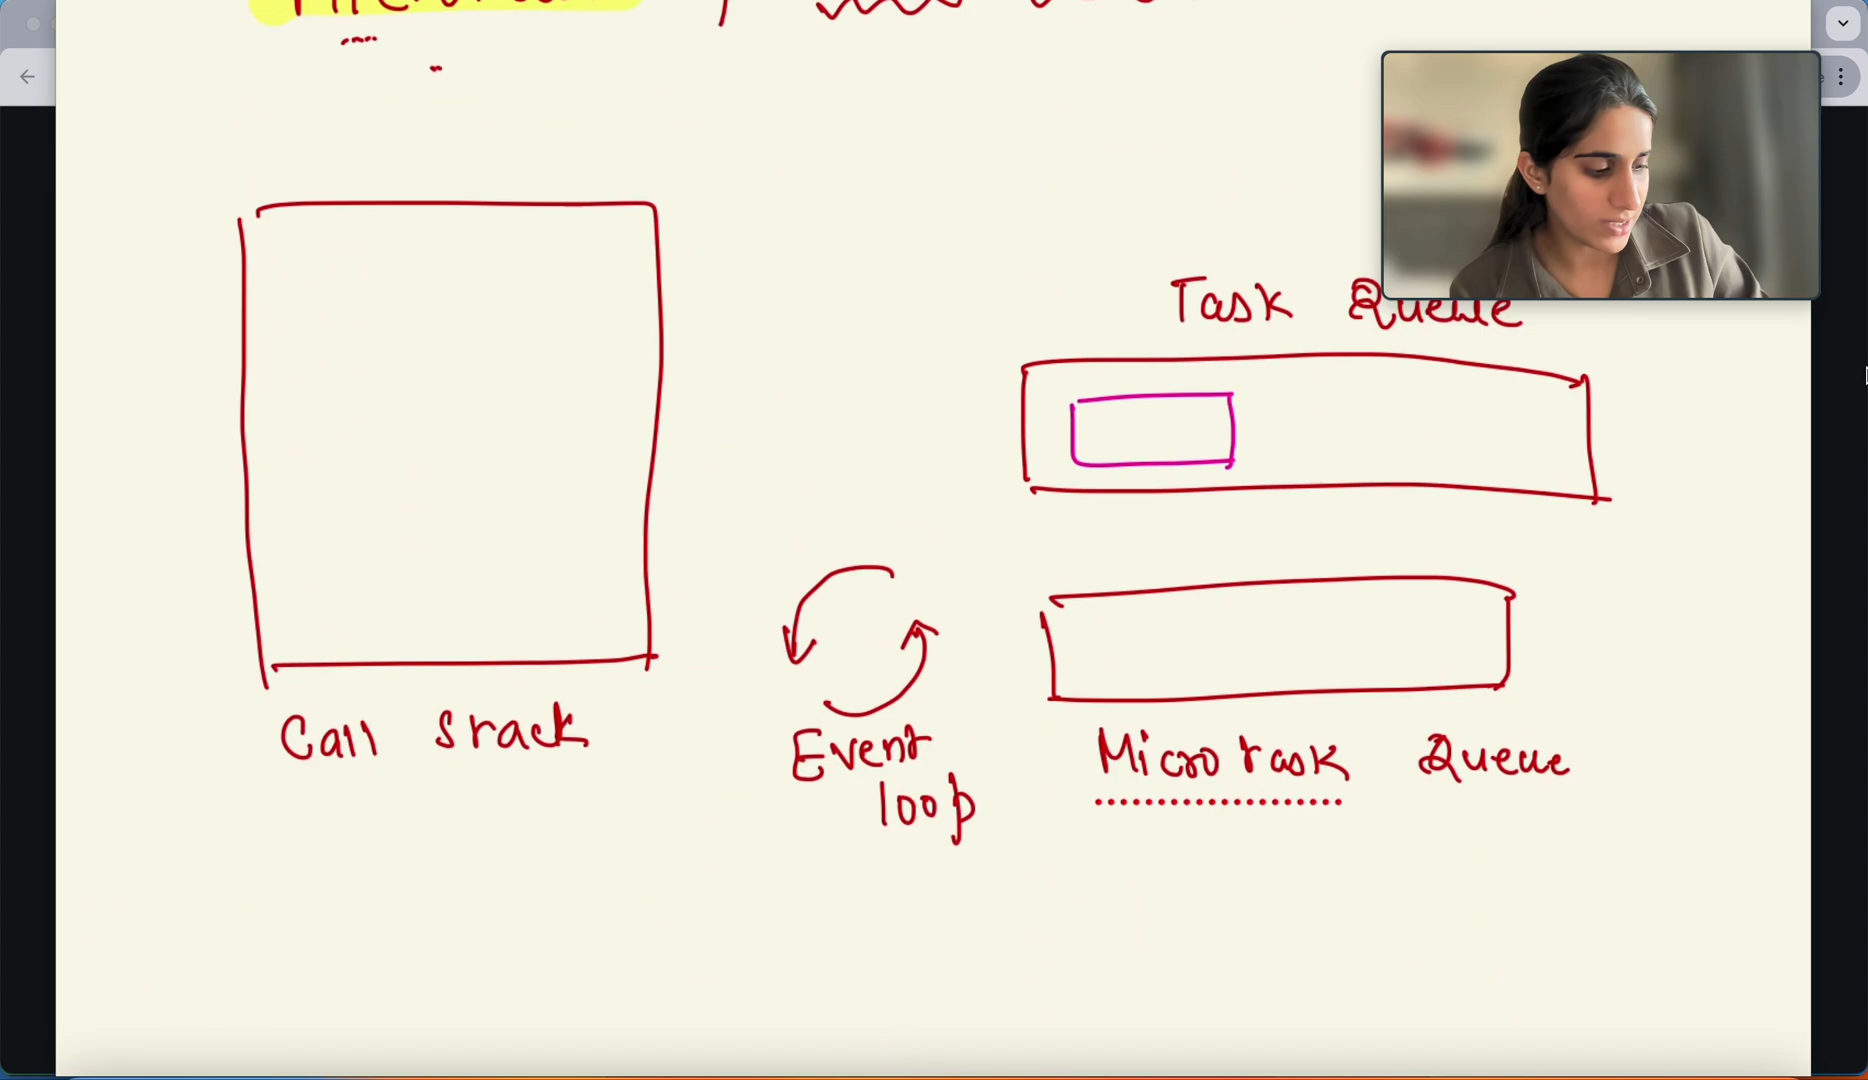 Task Queue
Call Stack
Event
loop
Microtask Queue